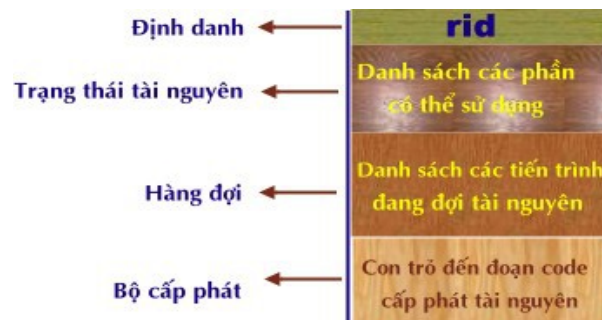 Định danh
rid
Trạng thái tài nguyên
Danh sách các phần
có thể sử dụng
Hàng đợi
Danh sách các tiến trình
đang đợi tài nguyên
Bộ cấp phát
Con trỏ đến đoạn code
cấp phát tài nguyên